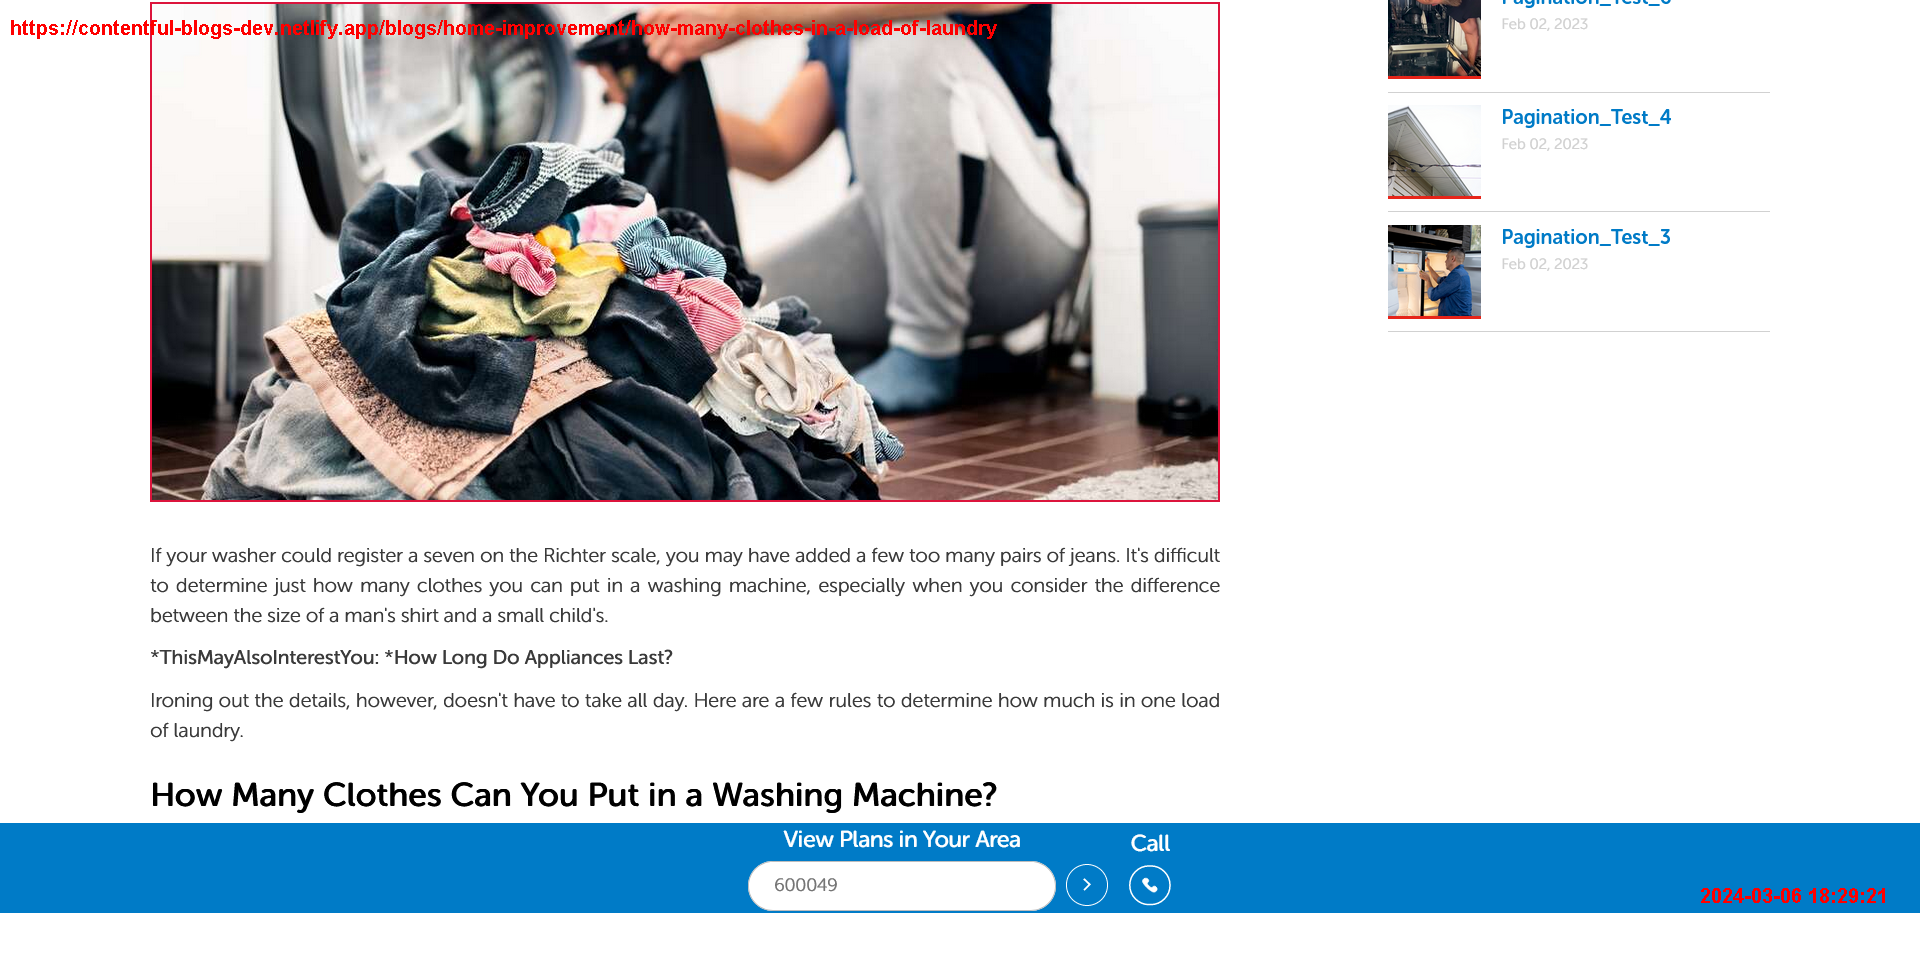 https://contentful-blogs-dev.netlify.app/blogs/home-improvement/how-many-clothes-in-a-load-of-laundry
Feb 02, 2023
Pagination_Test_4
Feb 02, 2023
Pagination_Test_3
Feb 02, 2023
If your washer could register a seven on the Richter scale, you may have added a few too many pairs of jeans. It's difficult
to determine just how many clothes you can put in a washing machine, especially when you consider the difference
between the size of a man's shirt and a small child's.
*ThisMayAlsoInterestYou: *How Long Do Appliances Last?
Ironing out the details, however, doesn't have to take all day. Here are a few rules to determine how much is in one load
of laundry.
How Many Clothes Can You Put in a Washing Machine?
View Plans in Your Area
Call
600049
2024-03-06 18:29:21